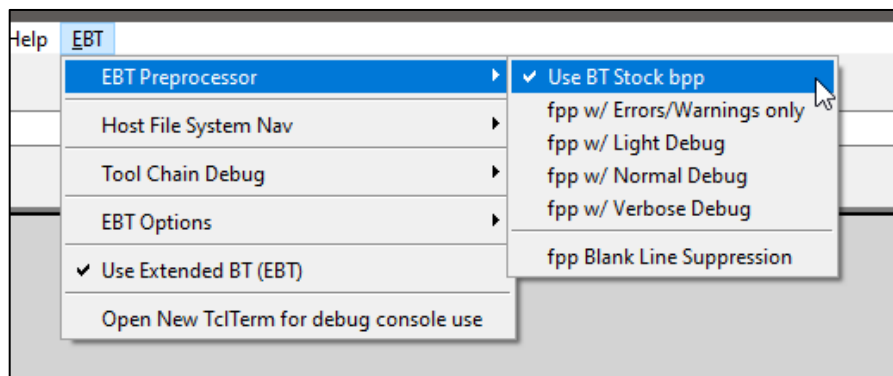 Help EBT
EBT Preprocessor
Host File System Nav
Tool Chain Debug
EBT Options
Use Extended BT (EBT)
Open New TclTerm for debug console use
Use BT Stock bpp
fpp w/ Errors/Warnings only
fpp w/ Light Debug
fpp w/ Normal Debug
fpp w/ Verbose Debug
fpp Blank Line Suppression